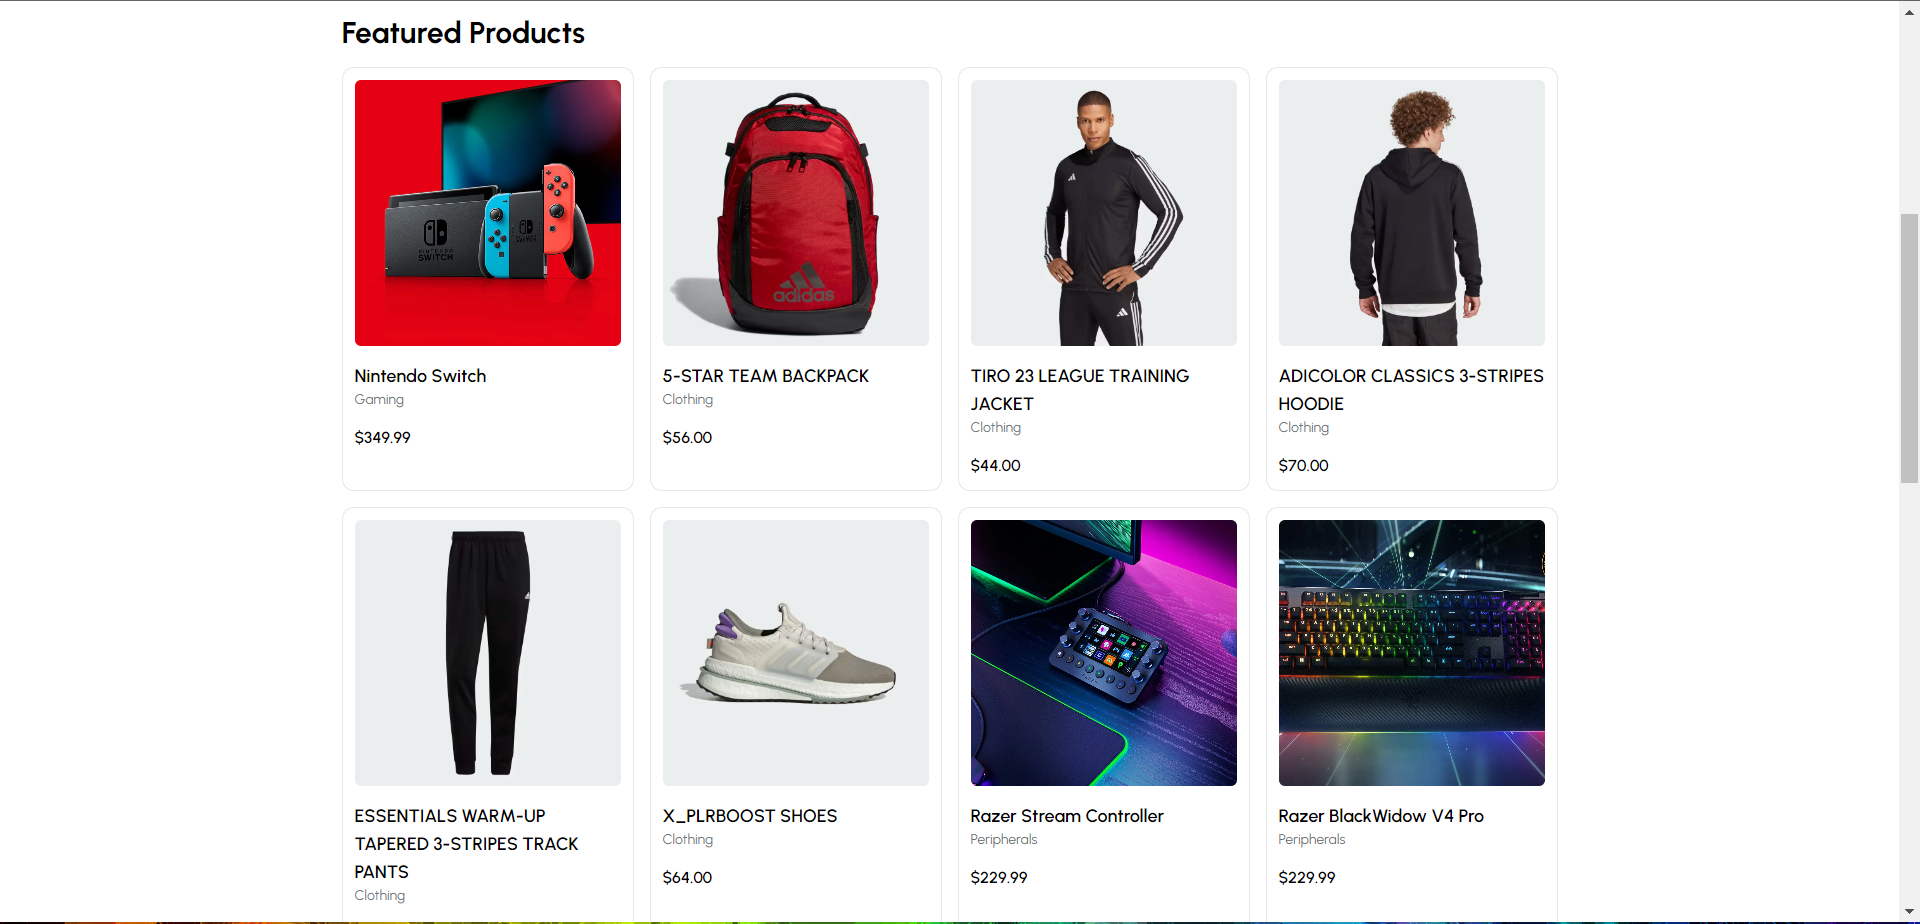 Featured Products
NINTENDO
SWITCH
adidas
Nintendo Switch
Gaming
$349.99
5-STAR TEAM BACKPACK
Clothing
$56.00
TIRO 23 LEAGUE TRAINING
JACKET
Clothing
$44.00
ADICOLOR CLASSICS 3-STRIPES
HOODIE
Clothing
$70.00
ESSENTIALS WARM-UP
TAPERED 3-STRIPES TRACK
PANTS
Clothing
X_PLRBOOST SHOES
Clothing
$64.00
Razer Stream Controller
Peripherals
$229.99
Razer BlackWidow V4 Pro
Peripherals
$229.99